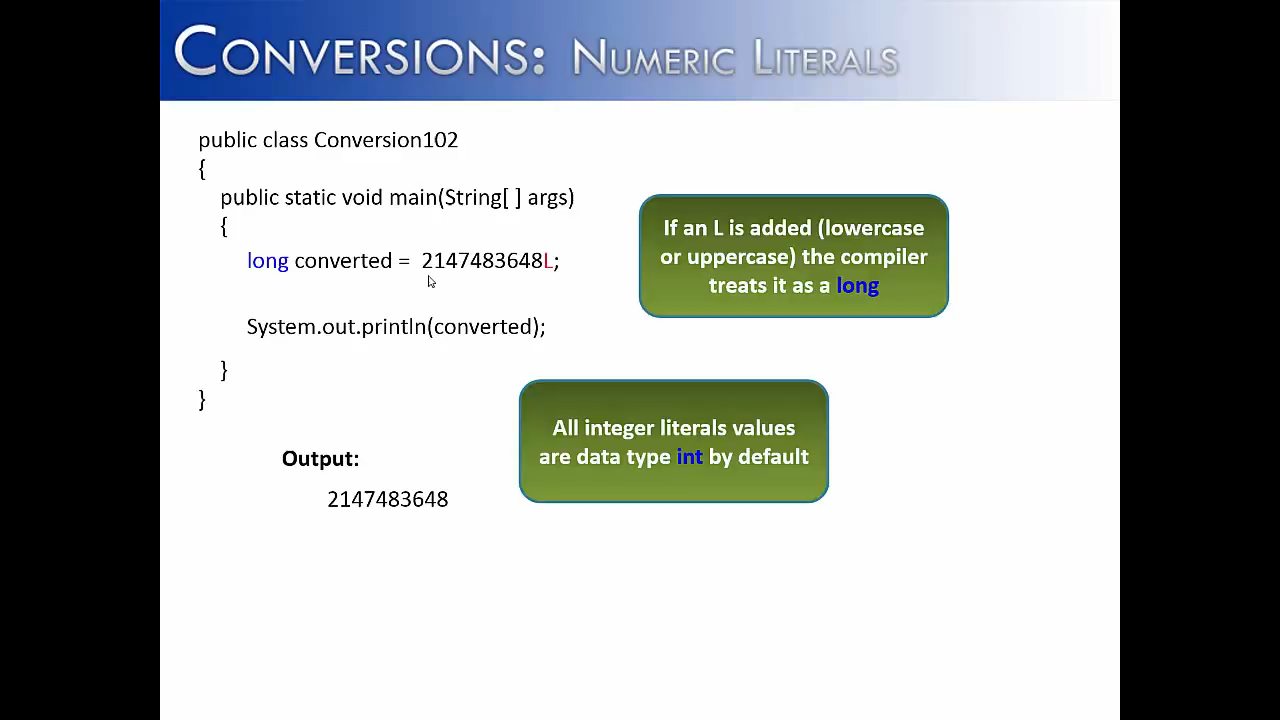 CONVERSIONS: NUMERIC LITERALS
public class Conversion102
{
public static void main(String[ ] args)
{
long converted = 2147483648L;
If an L is added (lowercase
or uppercase) the compiler
treats it as a long
System.out.println(converted);
}
}
All integer literals values
are data type int by default
Output:
2147483648